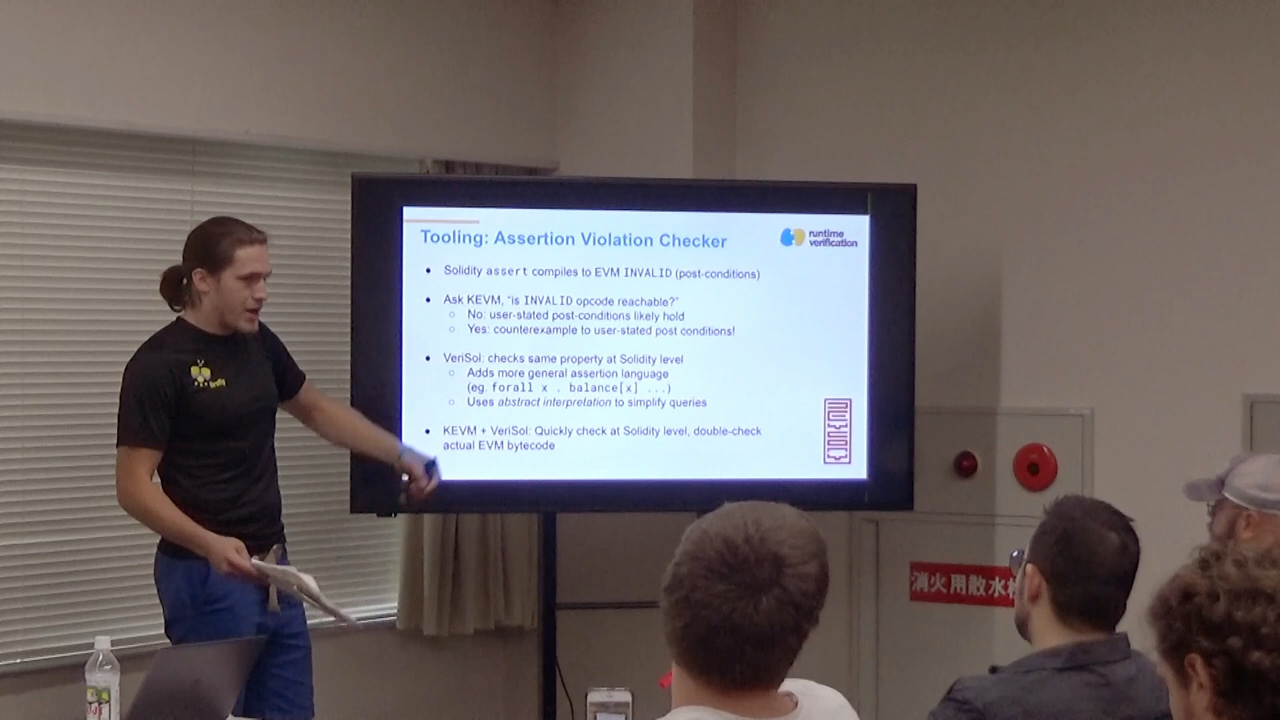 Tooling: Assertion Violation Checker
runtime
verification
Solidity assert compiles to EVM INVALID (post-conditions)
Ask KEVM, "is INVALID opcode reachable?"
No: user-stated post-conditions likely hold
Yes: counterexample to user-stated post conditions!
VeriSol: checks same property at Solidity level
Adds more general assertion language
(eg. forall x . balance[x] ...)
Uses abstract interpretation to simplify queries
KEVM + VeriSol: Quickly check at Solidity level, double-check
actual EVM bytecode
消火用散水